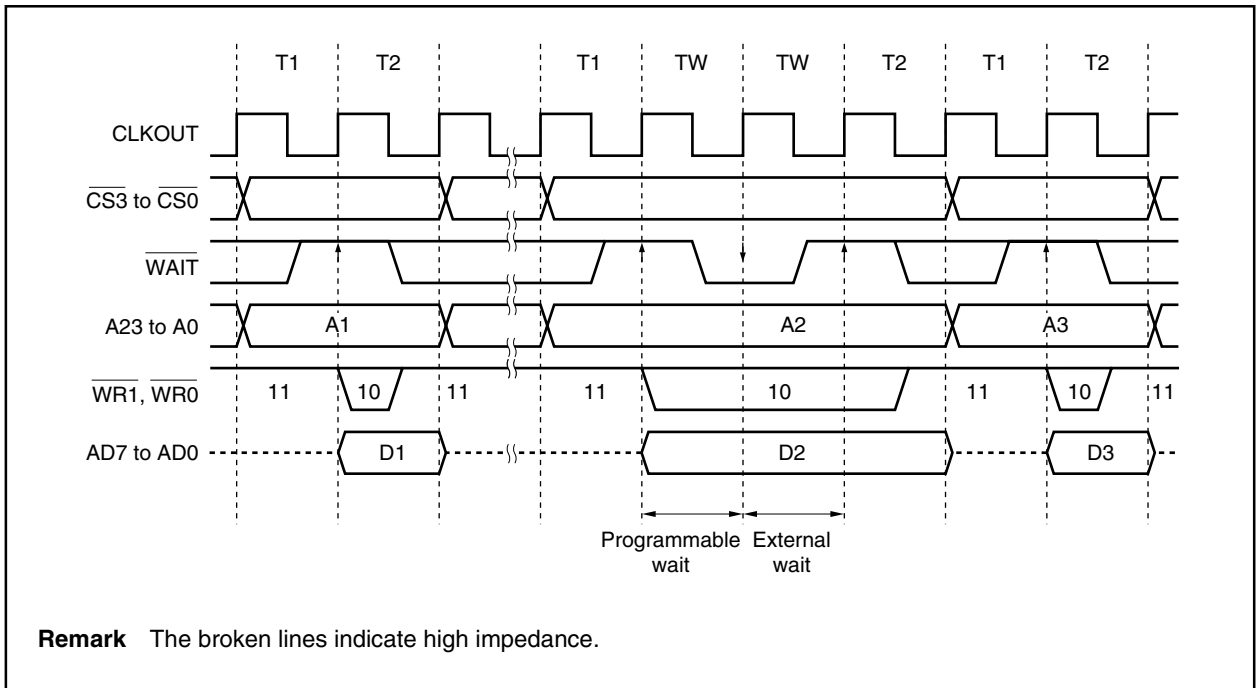 T1 T2 T1 TW TW T2 T1 T2
CLKOUT
CS3 to CS0
WAIT
A23 to A0 A1 A2 A3
WR1, WR0 11 10 11 11 10 11 10 11
AD7 to AD0 D1 D2 D3
Programmable wait
External wait
Remark The broken lines indicate high impedance.